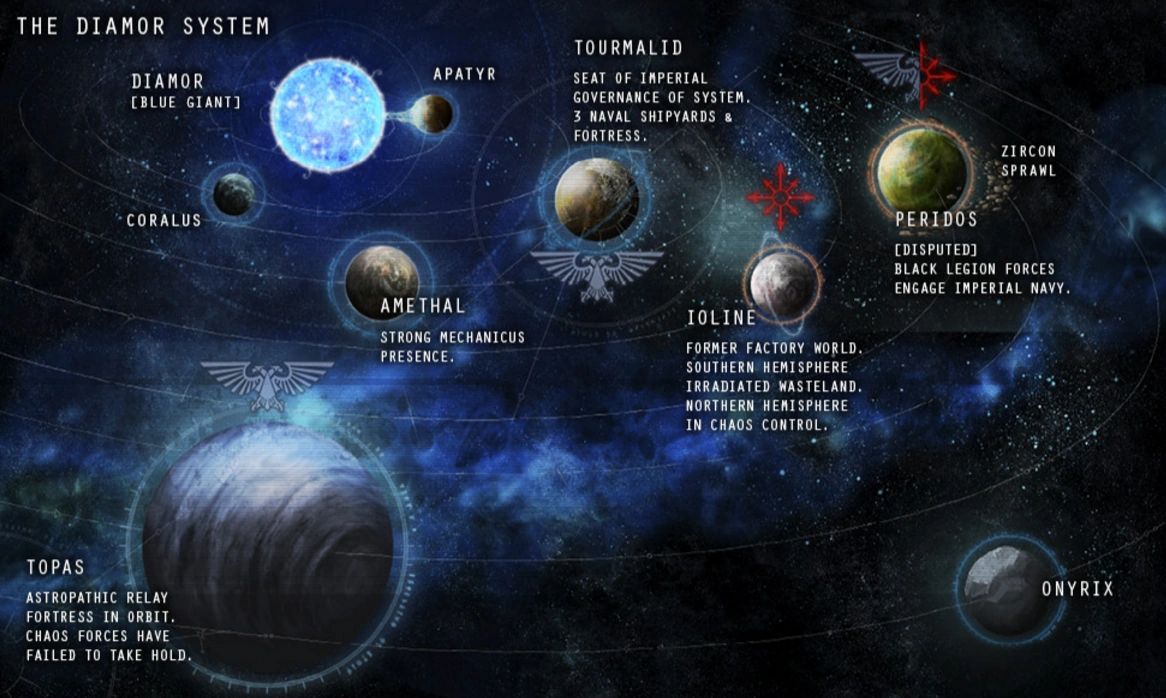 THE DIAMOR SYSTEM
DIAMOR
[BLUE GIANT]
APATYR
CORALUS
TOURMALID
SEAT OF IMPERIAL
GOVERNANCE OF SYSTEM.
3 NAVAL SHIPYARDS &
FORTRESS.
ZIRCON
SPRAWL
PERIDOS
[DISPUTED]
BLACK LEGION FORCES
ENGAGE IMPERIAL NAVY.
AMETHAL
STRONG MECHANICUS
PRESENCE.
IOLINE
FORMER FACTORY WORLD.
SOUTHERN HEMISPHERE
IRRADIATED WASTELAND.
NORTHERN HEMISPHERE
IN CHAOS CONTROL.
TOPAS
ASTROPATHIC RELAY
FORTRESS IN ORBIT.
CHAOS FORCES HAVE
FAILED TO TAKE HOLD.
ONYRIX